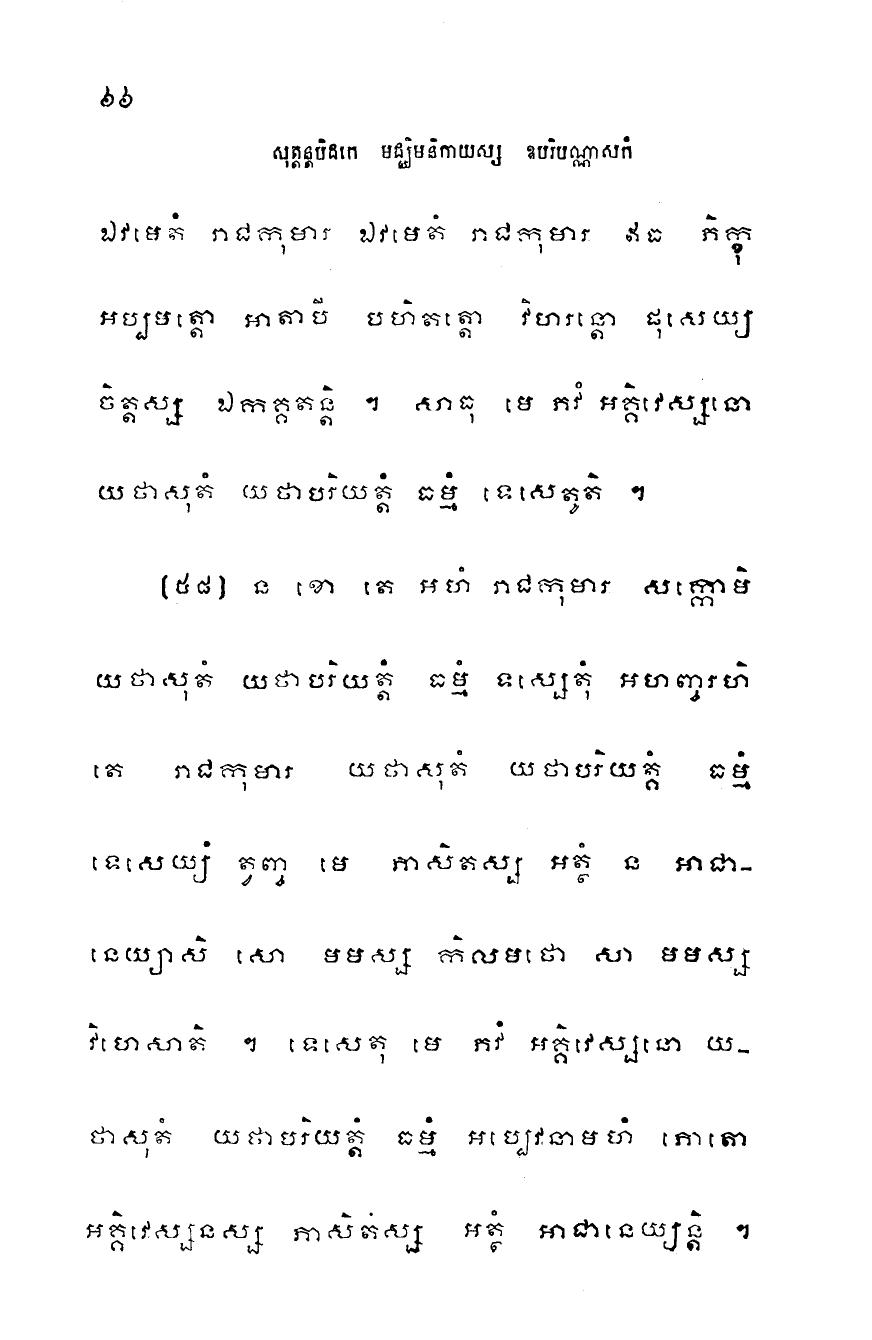 ៦៦
សុត្តន្តបិដកេ មជ្ឈិមនិកាយស្ស ឧបរិបណ្ណាសកំ
ឯវមេតំ រាជកុមារ ឯវមេតំ រាជកុមារ ឥធ ភិក្ខុ
អប្បមត្តោ អាតាបី បហិតត្តោ វិហរន្តោ ផុសេយ្យ
ចិត្តស្ស ឯកគ្គតន្តិ ។ សាធុ មេ ភវំ អគ្គិវេស្សនោ
យថាសុតំ យថាបរិយត្តំ ធម្មំ ទេសេតូតិ ។
(៥៨) ន ខោ តេ អហំ រាជកុមារ សក្កោមិ
យថាសុតំ យថាបរិយត្តំ ធម្មំ ទេស្សេតុំ អហញ្ចរហិ
តេ រាជកុមារ យថាសុតំ យថាបរិយត្តំ ធម្មំ
ទេសេយ្យំ ត្វញ្ច មេ ភាសិតស្ស អត្ថំ ន អាជា-
នេយ្យាសិ សោ មមស្ស កិលមថោ សា មមស្ស
វិហេសាតិ ។ ទេសេតុ មេ ភវំ អគ្គិវេស្សនោ យ-
ថាសុតំ យថាបរិយត្តំ ធម្មំ អប្បេវនាមហំ ភោតោ
អគ្គិវេស្សនស្ស ភាសិតស្ស អត្ថំ អាជានេយ្យន្តិ ។